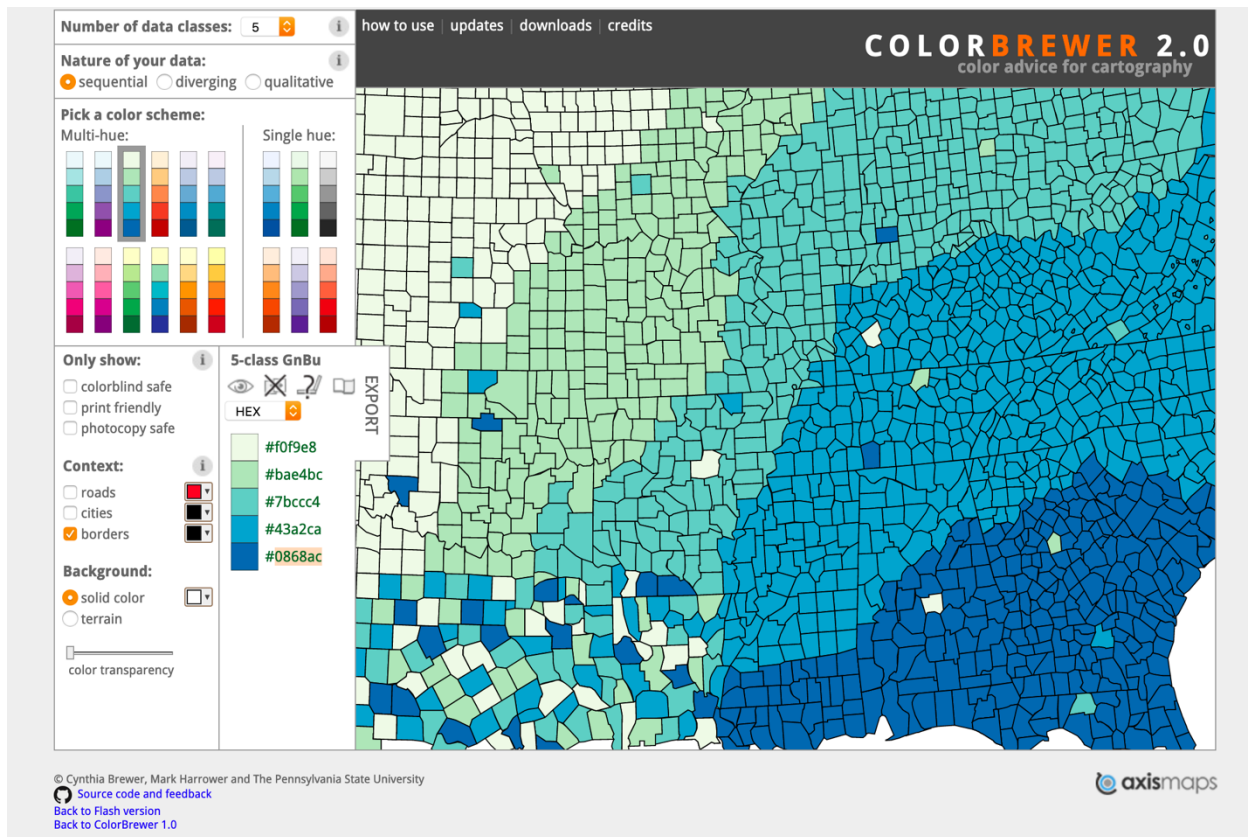 Number of data classes: 5 i
how to use | updates | downloads | credits
COLORBREWER 2.0
color advice for cartography
Nature of your data: i
sequential diverging qualitative
Pick a color scheme:
Multi-hue: Single hue:
Only show: i
colorblind safe
print friendly
photocopy safe
Context: i
roads
cities
borders
Background:
solid color
terrain
color transparency
5-class GnBu
EXPORT
HEX
#f0f9e8
#bae4bc
#7bccc4
#43a2ca
#0868ac
© Cynthia Brewer, Mark Harrower and The Pennsylvania State University
Source code and feedback
Back to Flash version
Back to ColorBrewer 1.0
axismaps